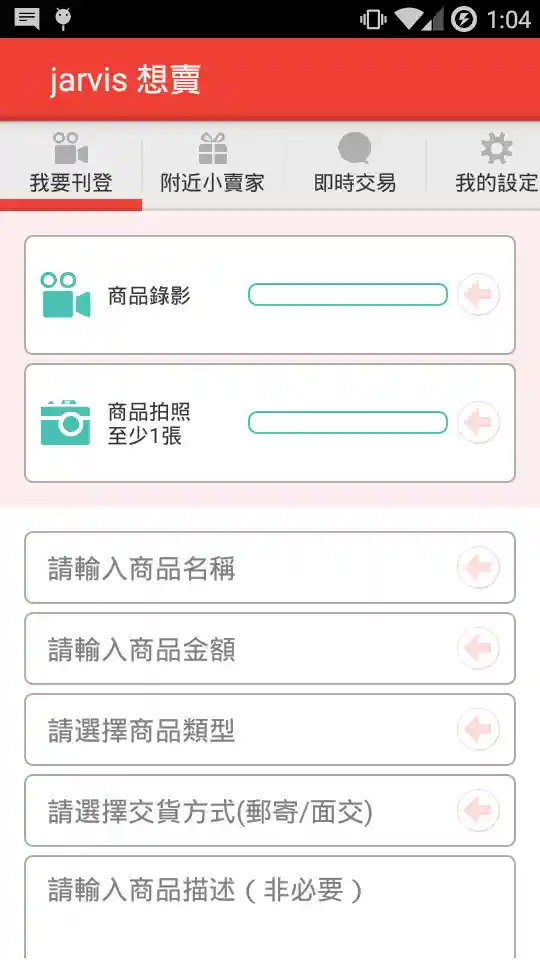 1:04
jarvis 想賣
我要刊登
附近小賣家
即時交易
我的設定
商品錄影
商品拍照
至少1張
請輸入商品名稱
請輸入商品金額
請選擇商品類型
請選擇交貨方式(郵寄/面交)
請輸入商品描述（非必要）